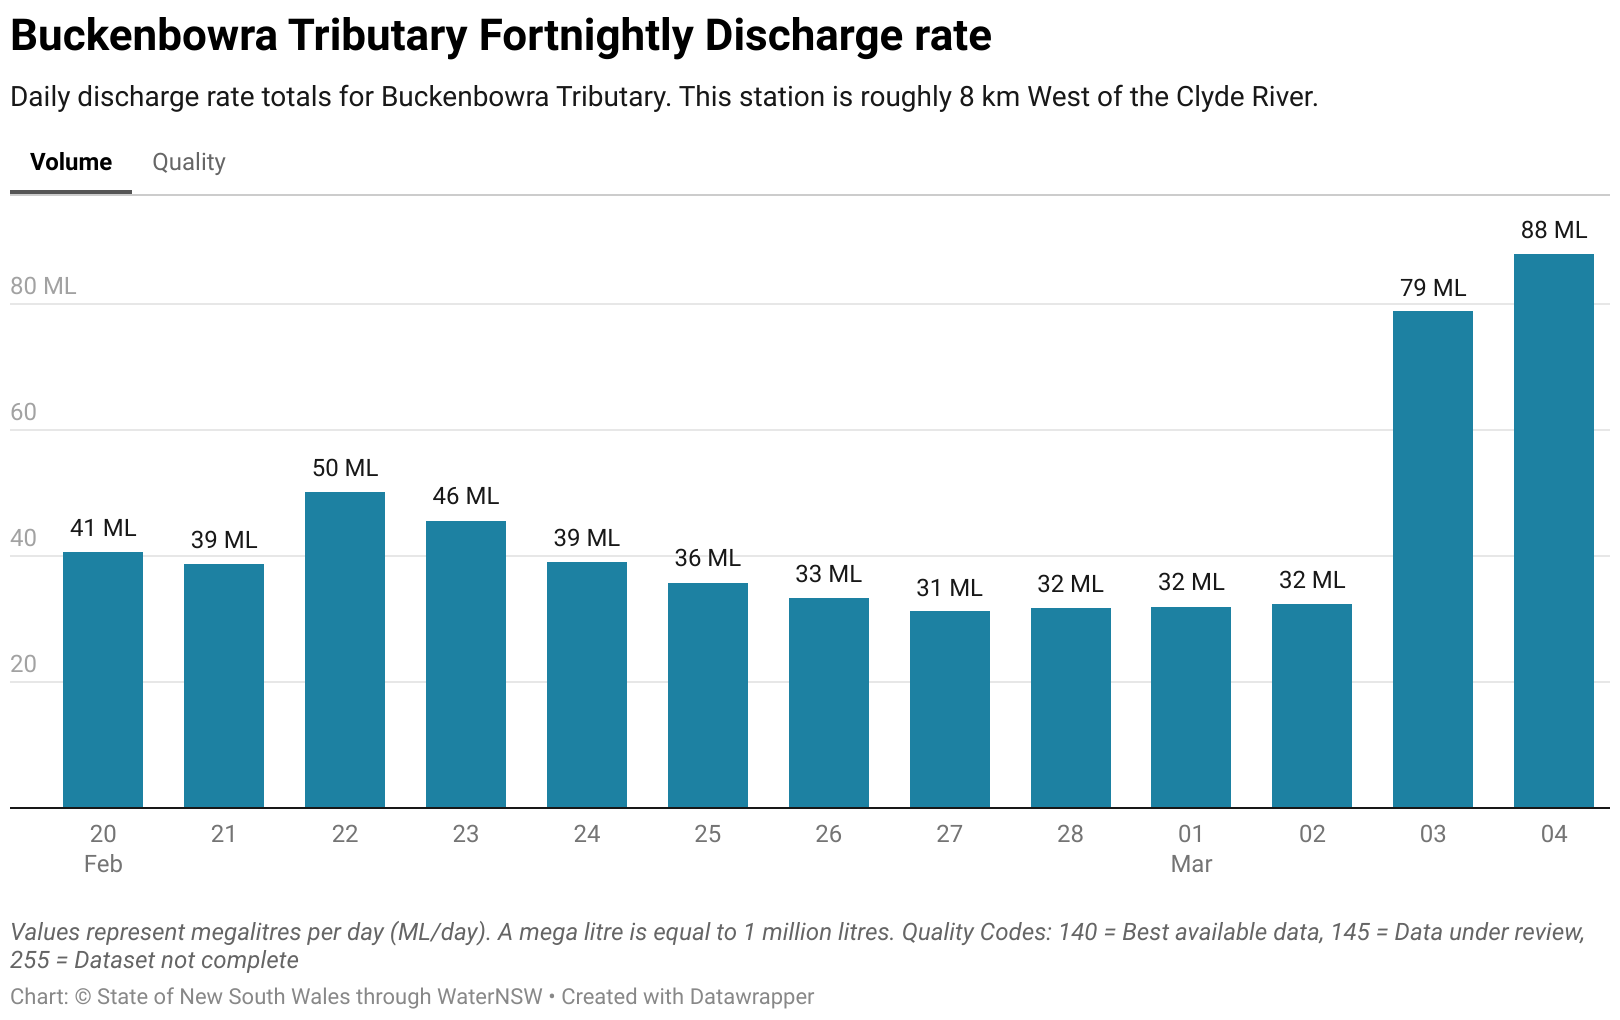 Buckenbowra Tributary Fortnightly Discharge rate
Daily discharge rate totals for Buckenbowra Tributary. This station is roughly 8 km West of the Clyde River.
Volume Quality
88 ML
80 ML
79 ML
60
50 ML
46 ML
41 ML
39 ML
40
39 ML
36 ML
33 ML
31 ML
32 ML
32 ML
32 ML
20
20 21 22 23 24 25 26 27 28 01 02 03 04
Feb Mar
Values represent megalitres per day (ML/day). A mega litre is equal to 1 million litres. Quality Codes: 140 = Best available data, 145 = Data under review,
255 = Dataset not complete
Chart: © State of New South Wales through WaterNSW • Created with Datawrapper